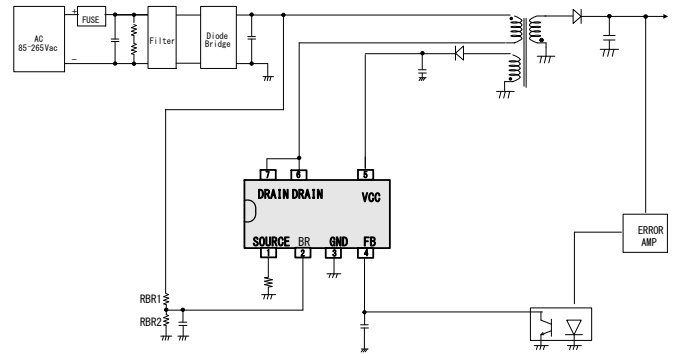 AC
85-265Vac
+
−
FUSE
Filter
Diode
Bridge
7 6 5
DRAIN DRAIN VCC
SOURCE BR GND FB
1 2 3 4
RBR1
RBR2
ERROR
AMP